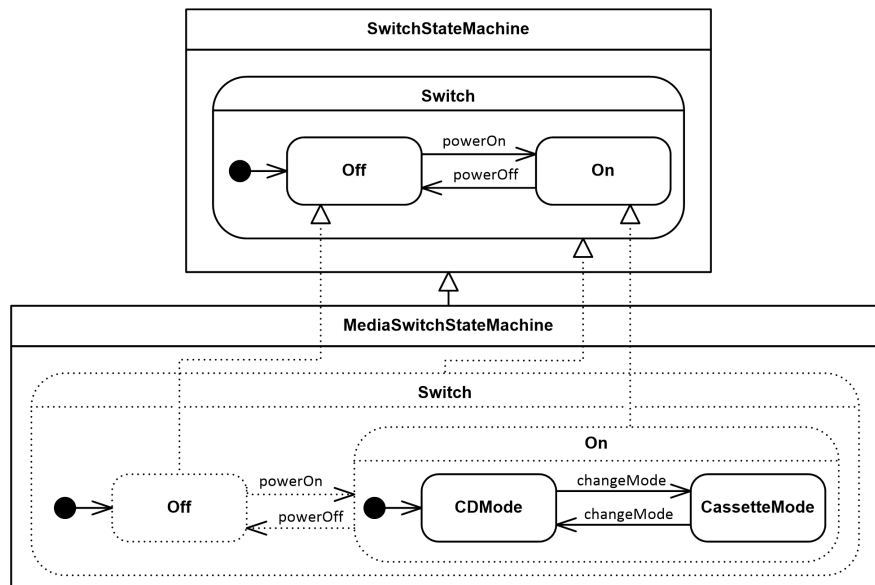 SwitchStateMachine
Switch
powerOn
Off
On
powerOff
MediaSwitchStateMachine
Switch
On
powerOn
changeMode
Off
CDMode
CassetteMode
powerOff
changeMode